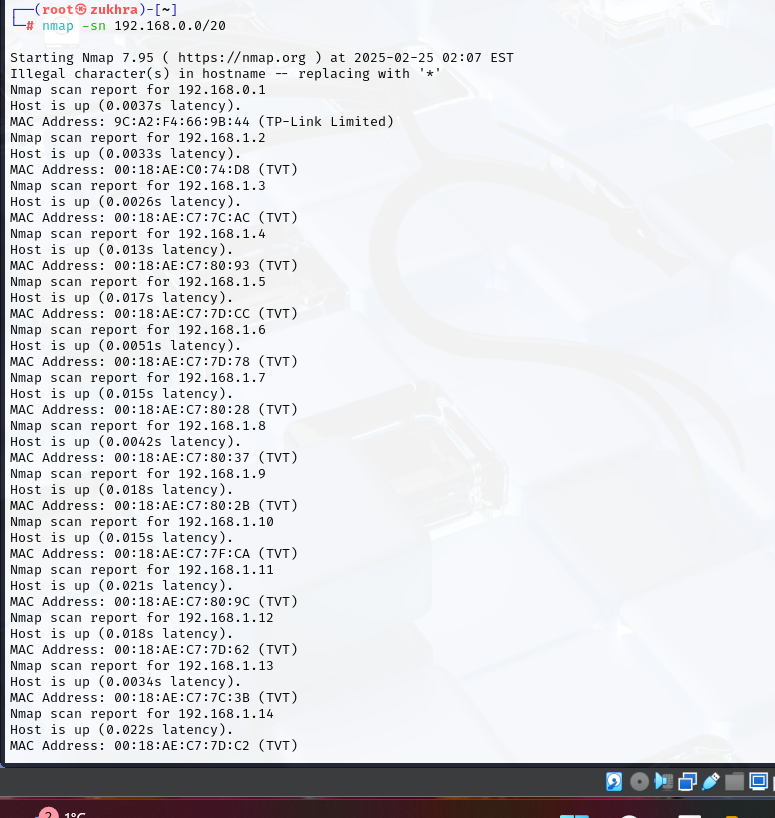 ┌──(root㉿zukhra)-[~]
└─# nmap -sn 192.168.0.0/20
Starting Nmap 7.95 ( https://nmap.org ) at 2025-02-25 02:07 EST
Illegal character(s) in hostname -- replacing with '*'
Nmap scan report for 192.168.0.1
Host is up (0.0037s latency).
MAC Address: 9C:A2:F4:66:9B:44 (TP-Link Limited)
Nmap scan report for 192.168.1.2
Host is up (0.0033s latency).
MAC Address: 00:18:AE:C0:74:D8 (TVT)
Nmap scan report for 192.168.1.3
Host is up (0.0026s latency).
MAC Address: 00:18:AE:C7:7C:AC (TVT)
Nmap scan report for 192.168.1.4
Host is up (0.013s latency).
MAC Address: 00:18:AE:C7:80:93 (TVT)
Nmap scan report for 192.168.1.5
Host is up (0.017s latency).
MAC Address: 00:18:AE:C7:7D:CC (TVT)
Nmap scan report for 192.168.1.6
Host is up (0.0051s latency).
MAC Address: 00:18:AE:C7:7D:78 (TVT)
Nmap scan report for 192.168.1.7
Host is up (0.015s latency).
MAC Address: 00:18:AE:C7:80:28 (TVT)
Nmap scan report for 192.168.1.8
Host is up (0.0042s latency).
MAC Address: 00:18:AE:C7:80:37 (TVT)
Nmap scan report for 192.168.1.9
Host is up (0.018s latency).
MAC Address: 00:18:AE:C7:80:2B (TVT)
Nmap scan report for 192.168.1.10
Host is up (0.015s latency).
MAC Address: 00:18:AE:C7:7F:CA (TVT)
Nmap scan report for 192.168.1.11
Host is up (0.021s latency).
MAC Address: 00:18:AE:C7:80:9C (TVT)
Nmap scan report for 192.168.1.12
Host is up (0.018s latency).
MAC Address: 00:18:AE:C7:7D:62 (TVT)
Nmap scan report for 192.168.1.13
Host is up (0.0034s latency).
MAC Address: 00:18:AE:C7:7C:3B (TVT)
Nmap scan report for 192.168.1.14
Host is up (0.022s latency).
MAC Address: 00:18:AE:C7:7D:C2 (TVT)
2 1°C